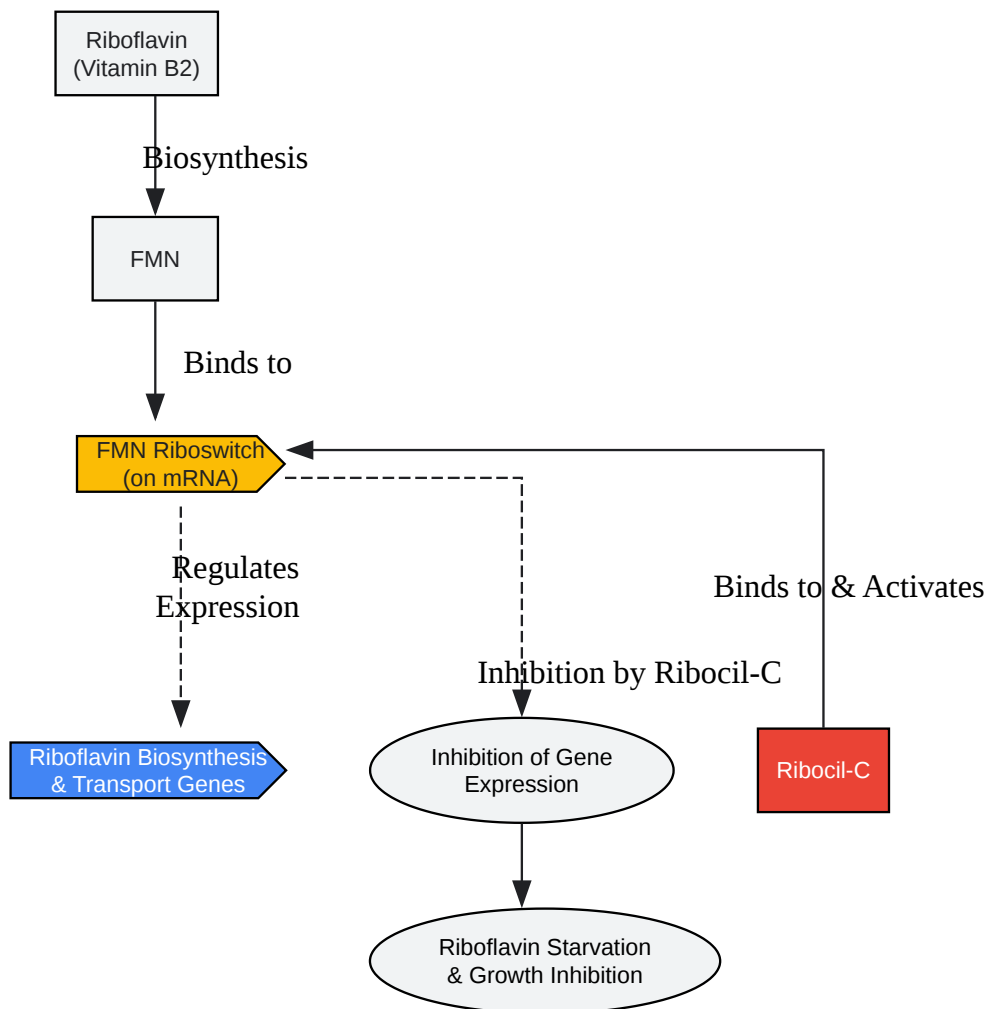 Riboflavin
(Vitamin B2)
Biosynthesis
FMN
Binds to
FMN Riboswitch
(on mRNA)
Regulates
Expression
Binds to & Activates
Inhibition by Ribocil-C
Riboflavin Biosynthesis
& Transport Genes
Inhibition of Gene
Expression
Ribocil-C
Riboflavin Starvation
& Growth Inhibition